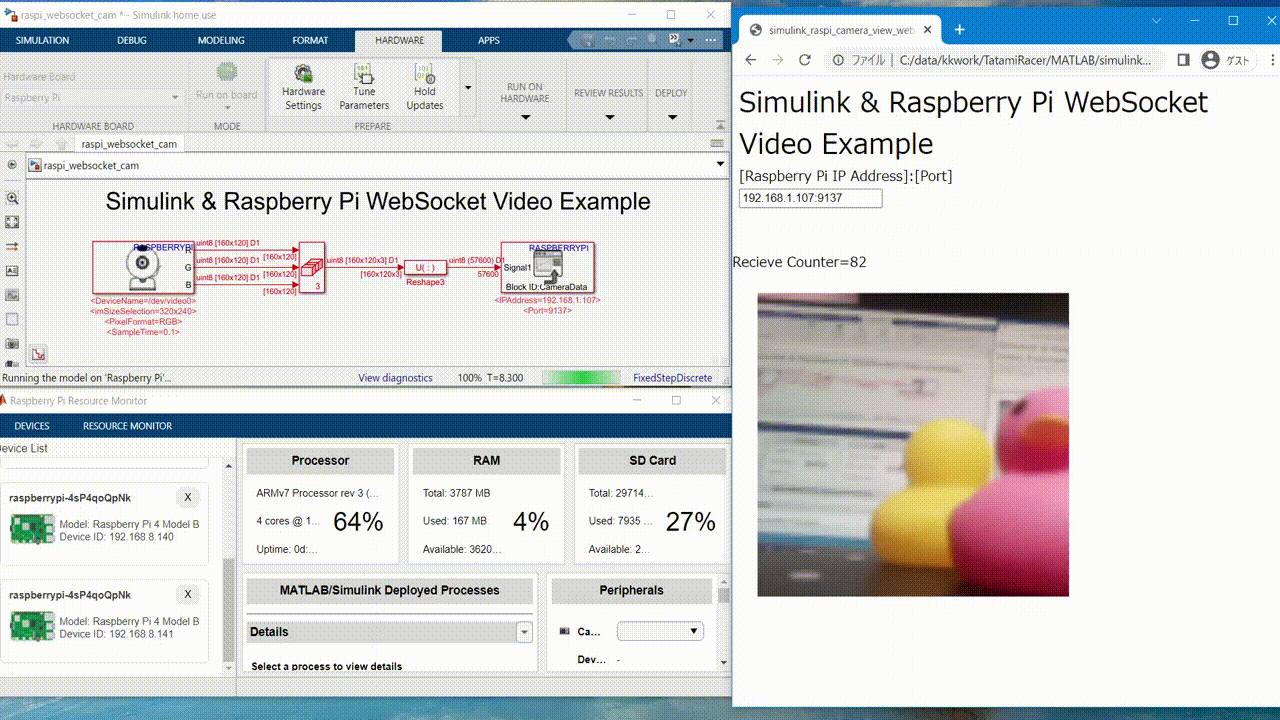 raspi_websocket_cam * - Simulink home use
SIMULATION
DEBUG
MODELING
FORMAT
HARDWARE
APPS
Hardware Board
Raspberry Pi
HARDWARE BOARD
Run on board
MODE
Hardware Settings
Tune Parameters
Hold Updates
PREPARE
RUN ON HARDWARE
REVIEW RESULTS
DEPLOY
raspi_websocket_cam
raspi_websocket_cam
Simulink & Raspberry Pi WebSocket Video Example
RASPBERRYPI
R
G
B
uint8 [160x120] D1
[160x120]
uint8 [160x120] D1
[160x120]
uint8 [160x120] D1
[160x120]
<DeviceName=/dev/video0>
<imSizeSelection=320x240>
<PixelFormat=RGB>
<SampleTime=0.1>
3
uint8 [160x120x3] D1
[160x120x3]
U( : )
Reshape3
uint8 (57600) D1
57600
RASPBERRYPI
Signal1
Block ID:CameraData
<IPAddress=192.168.1.107>
<Port=9137>
Running the model on 'Raspberry Pi'...
View diagnostics
100%
T=8.300
FixedStepDiscrete
Raspberry Pi Resource Monitor
DEVICES
RESOURCE MONITOR
evice List
raspberrypi-4sP4qoQpNk
X
Model: Raspberry Pi 4 Model B
Device ID: 192.168.8.140
raspberrypi-4sP4qoQpNk
X
Model: Raspberry Pi 4 Model B
Device ID: 192.168.8.141
Processor
ARMv7 Processor rev 3 (...
4 cores @ 1...
64%
Uptime: 0d:...
RAM
Total: 3787 MB
Used: 167 MB
4%
Available: 3620...
SD Card
Total: 29714...
Used: 7935 ...
27%
Available: 2...
MATLAB/Simulink Deployed Processes
Details
Select a process to view details
Peripherals
Ca...
Dev...
-
simulink_raspi_camera_view_web
ファイル
C:/data/kkwork/TatamiRacer/MATLAB/simulink...
ゲスト
Simulink & Raspberry Pi WebSocket
Video Example
[Raspberry Pi IP Address]:[Port]
192.168.1.107:9137
Recieve Counter=82